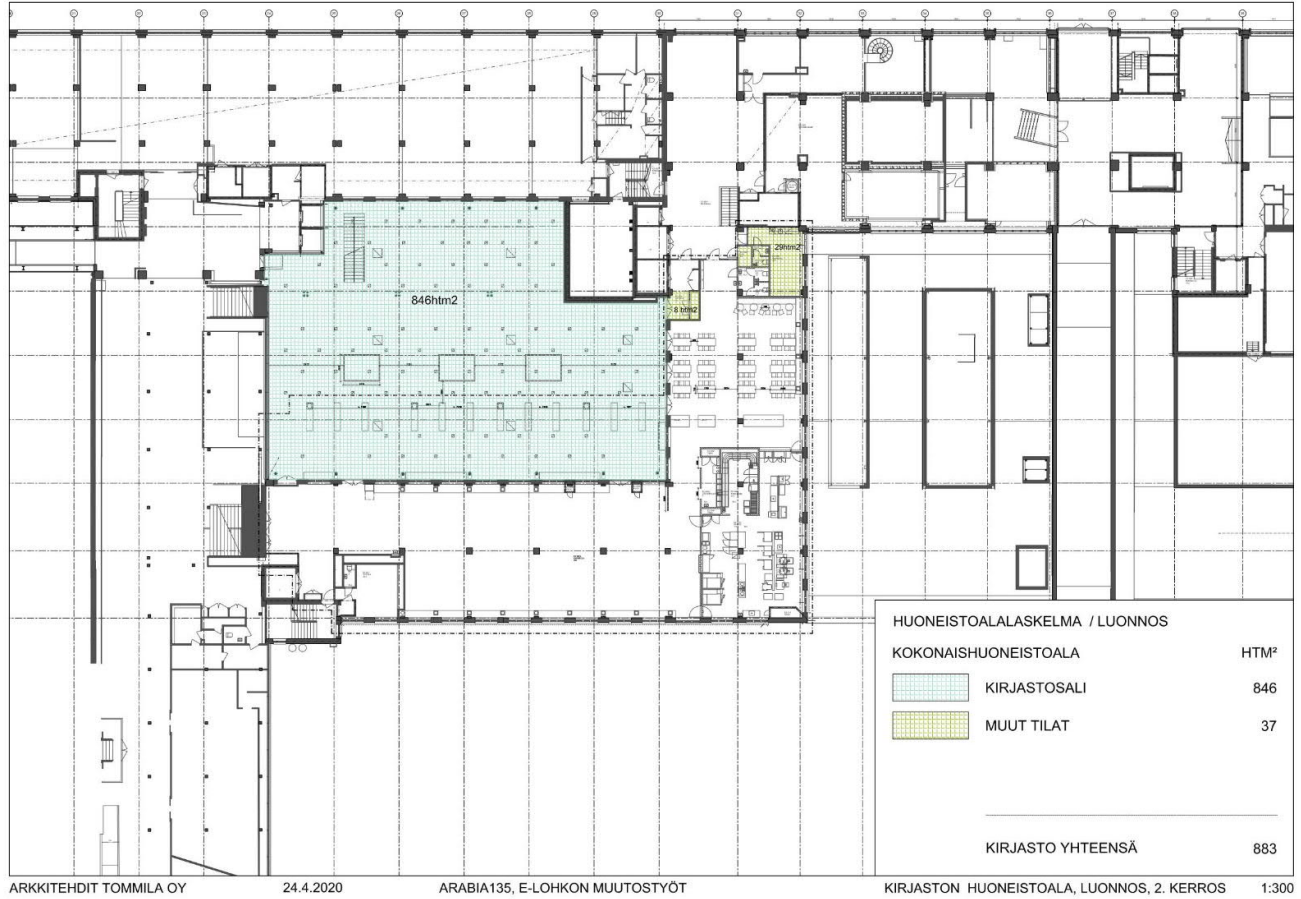 846htm2
29htm2
8 htm2
HUONEISTOALALASKELMA / LUONNOS
KOKONAISHUONEISTOALA HTM²
KIRJASTOSALI 846
MUUT TILAT 37
KIRJASTO YHTEENSÄ 883
ARKKITEHDIT TOMMILA OY 24.4.2020 ARABIA135, E-LOHKON MUUTOSTYÖT KIRJASTON HUONEISTOALA, LUONNOS, 2. KERROS 1:300